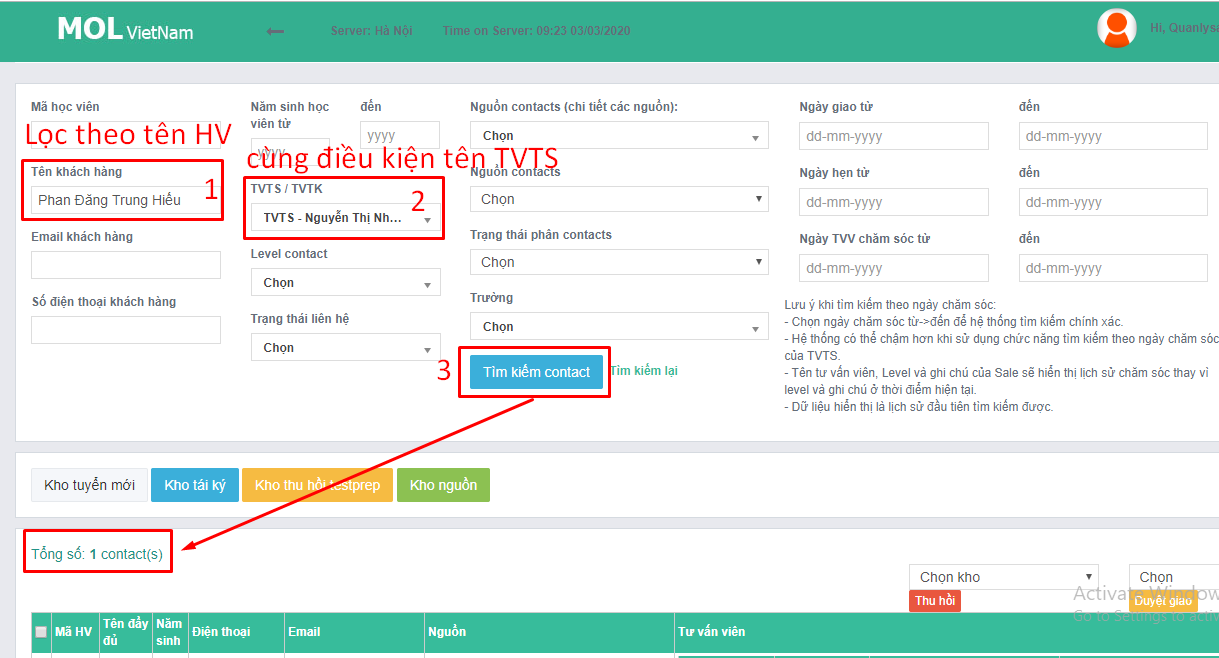 MOL VietNam
Server: Hà Nội
Time on Server: 09:23 03/03/2020
Hi, Quanlysa
Mã học viên
Lọc theo tên HV
Tên khách hàng
1
Phan Đăng Trung Hiếu
Email khách hàng
Số điện thoại khách hàng
Năm sinh học
viên từ
yyyy
đến
yyyy
cùng điều kiện tên TVTS
TVTS / TVTK
2
TVTS - Nguyễn Thị Nh...
Level contact
Chọn
Trạng thái liên hệ
Chọn
Nguồn contacts (chi tiết các nguồn):
Chọn
Nguồn contacts
Chọn
Trạng thái phân contacts
Chọn
Trường
Chọn
3
Tìm kiếm contact
Tìm kiếm lại
Ngày giao từ
dd-mm-yyyy
đến
dd-mm-yyyy
Ngày hẹn từ
dd-mm-yyyy
đến
dd-mm-yyyy
Ngày TVV chăm sóc từ
dd-mm-yyyy
đến
dd-mm-yyyy
Lưu ý khi tìm kiếm theo ngày chăm sóc:
- Chọn ngày chăm sóc từ->đến để hệ thống tìm kiếm chính xác.
- Hệ thống có thể chậm hơn khi sử dụng chức năng tìm kiếm theo ngày chăm sóc
của TVTS.
- Tên tư vấn viên, Level và ghi chú của Sale sẽ hiển thị lịch sử chăm sóc thay vì
level và ghi chú ở thời điểm hiện tại.
- Dữ liệu hiển thị là lịch sử đầu tiên tìm kiếm được.
Kho tuyển mới
Kho tái ký
Kho thu hồi testprep
Kho nguồn
Tổng số: 1 contact(s)
Chọn kho
Chọn
Thu hồi
Duyệt giao
Activate Window
Go to Settings to activ
Mã HV
Tên đầy
đủ
Năm
sinh
Điện thoại
Email
Nguồn
Tư vấn viên